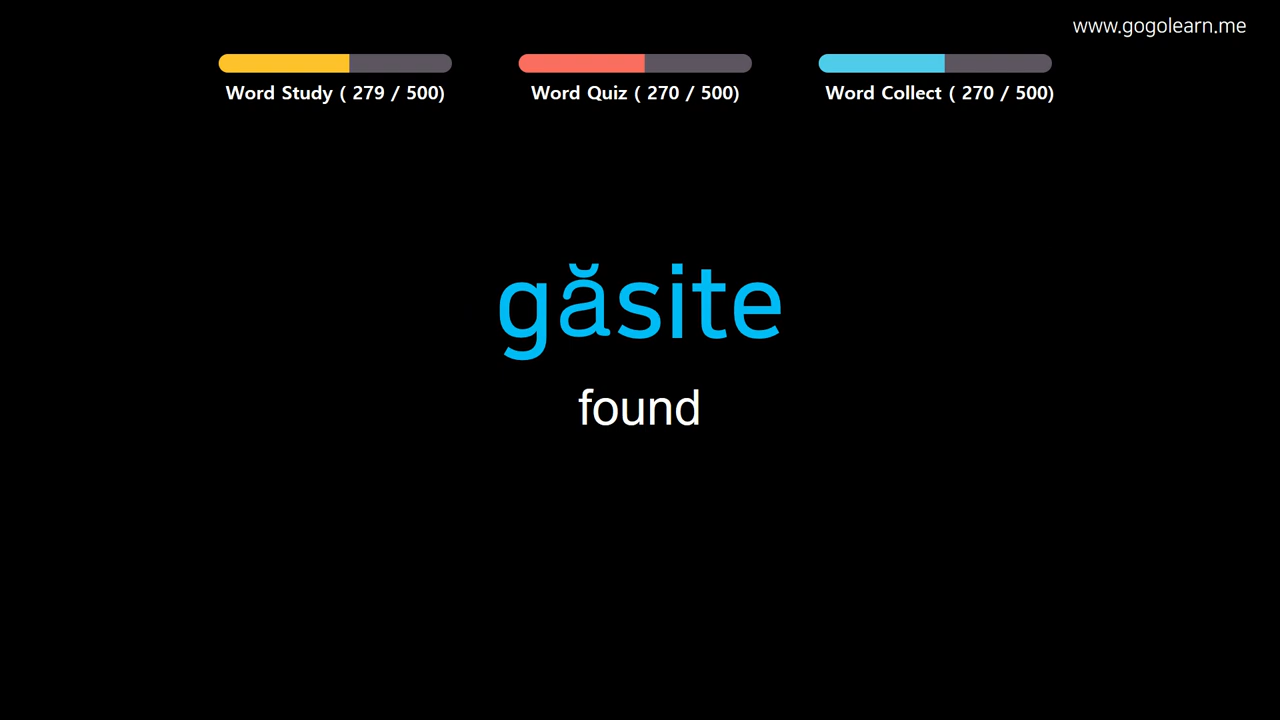 www.gogolearn.me
Word Study ( 279 / 500)
Word Quiz ( 270 / 500)
Word Collect ( 270 / 500)
găsite
found